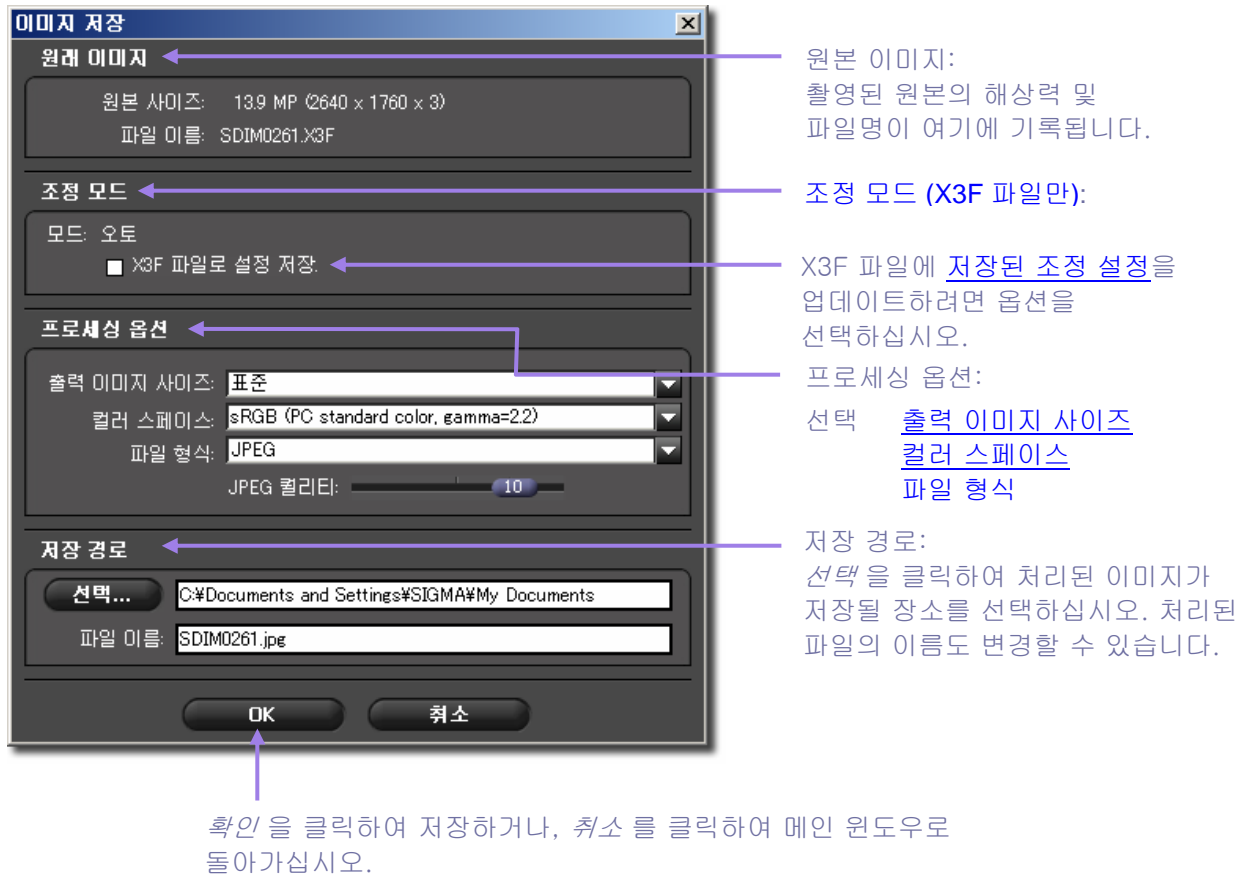 이미지 저장
원래 이미지
원본 사이즈: 13.9 MP (2640 x 1760 x 3)
파일 이름: SDIM0261.X3F
조정 모드
모드: 오토
X3F 파일로 설정 저장.
프로세싱 옵션
출력 이미지 사이즈: 표준
컬러 스페이스: sRGB (PC standard color, gamma=2.2)
파일 형식: JPEG
JPEG 퀄리티: 10
저장 경로
선택... C:¥Documents and Settings¥SIGMA¥My Documents
파일 이름: SDIM0261.jpg
OK 취소
원본 이미지:
촬영된 원본의 해상력 및
파일명이 여기에 기록됩니다.
조정 모드 (X3F 파일만):
X3F 파일에 저장된 조정 설정을
업데이트하려면 옵션을
선택하십시오.
프로세싱 옵션:
선택 출력 이미지 사이즈
컬러 스페이스
파일 형식
저장 경로:
선택 을 클릭하여 처리된 이미지가
저장될 장소를 선택하십시오. 처리된
파일의 이름도 변경할 수 있습니다.
확인 을 클릭하여 저장하거나, 취소 를 클릭하여 메인 윈도우로
돌아가십시오.